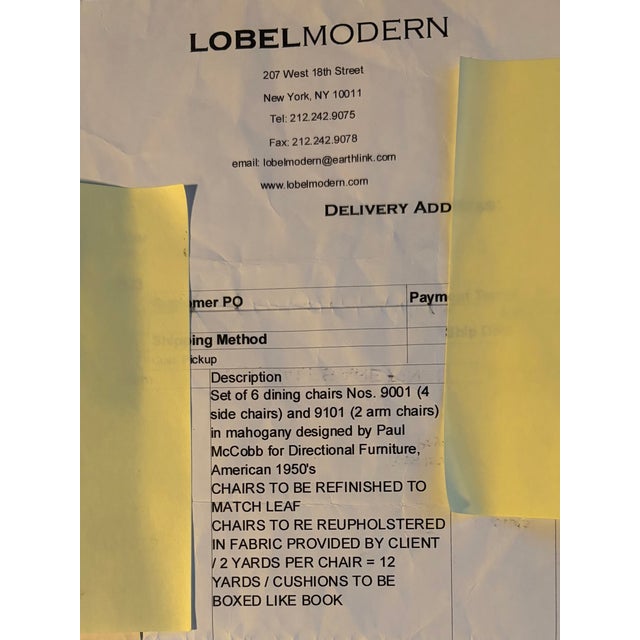 LOBELMODERN
207 West 18th Street
New York, NY 10011
Tel: 212.242.9075
Fax: 212.242.9078
email: lobelmodern@earthlink.com
www.lobelmodern.com
DELIVERY ADD
omer PO Paym
Shipping Method Ship
Pickup
Description
Set of 6 dining chairs Nos. 9001 (4
side chairs) and 9101 (2 arm chairs)
in mahogany designed by Paul
McCobb for Directional Furniture,
American 1950's
CHAIRS TO BE REFINISHED TO
MATCH LEAF
CHAIRS TO RE REUPHOLSTERED
IN FABRIC PROVIDED BY CLIENT
/ 2 YARDS PER CHAIR = 12
YARDS / CUSHIONS TO BE
BOXED LIKE BOOK